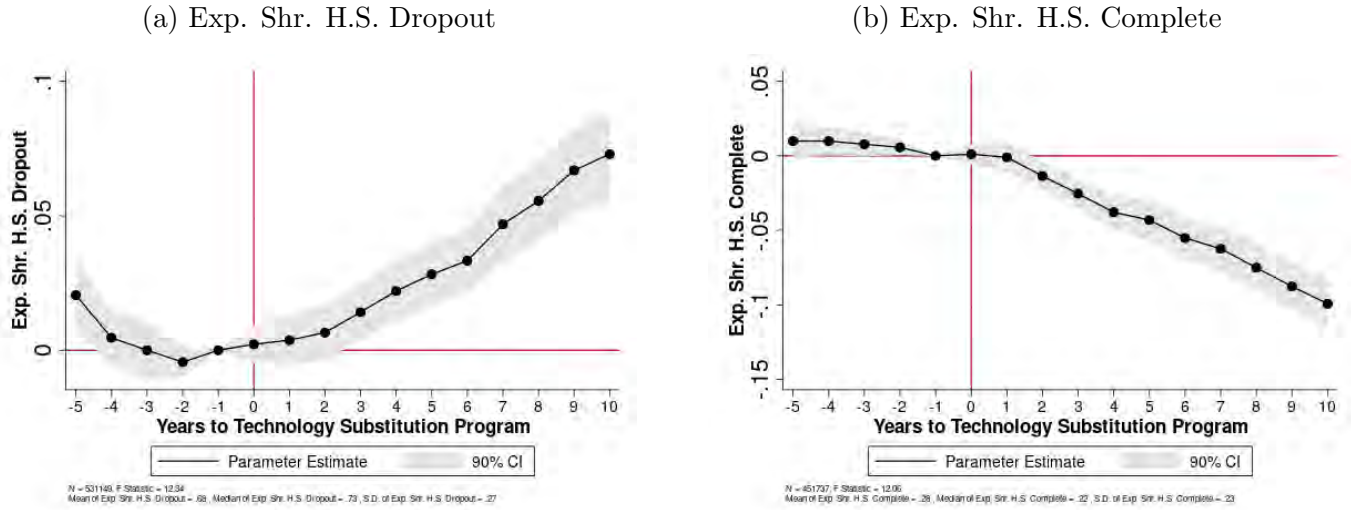 (a) Exp. Shr. H.S. Dropout
Exp. Shr. H.S. Dropout
.1
.05
0
-5 -4 -3 -2 -1 0 1 2 3 4 5 6 7 8 9 10
Years to Technology Substitution Program
Parameter Estimate 90% CI
N = 531149, F Statistic = 12.34
Mean of Exp. Shr. H.S. Dropout = .68, Median of Exp. Shr. H.S. Dropout = .73, S.D. of Exp. Shr. H.S. Dropout = .27
(b) Exp. Shr. H.S. Complete
Exp. Shr. H.S. Complete
.05
0
-.05
-.1
-.15
-5 -4 -3 -2 -1 0 1 2 3 4 5 6 7 8 9 10
Years to Technology Substitution Program
Parameter Estimate 90% CI
N = 451737, F Statistic = 12.06
Mean of Exp. Shr. H.S. Complete = .28, Median of Exp. Shr. H.S. Complete = .22, S.D. of Exp. Shr. H.S. Complete = .23